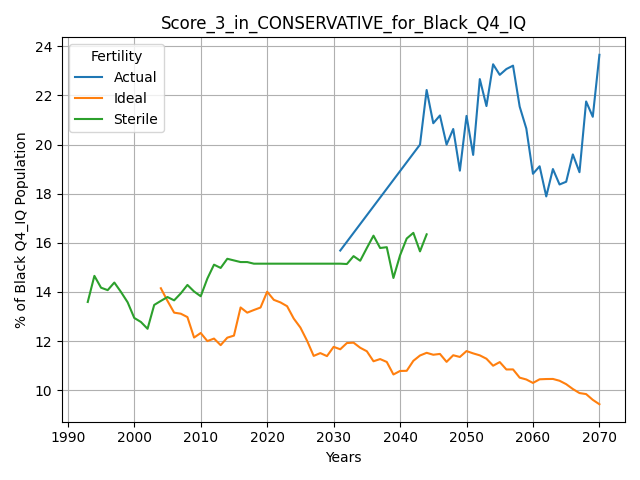 Score_3_in_CONSERVATIVE_for_Black_Q4_IQ
Fertility
Actual
Ideal
Sterile
% of Black Q4_IQ Population
24
22
20
18
16
14
12
10
1990
2000
2010
2020
2030
2040
2050
2060
2070
Years